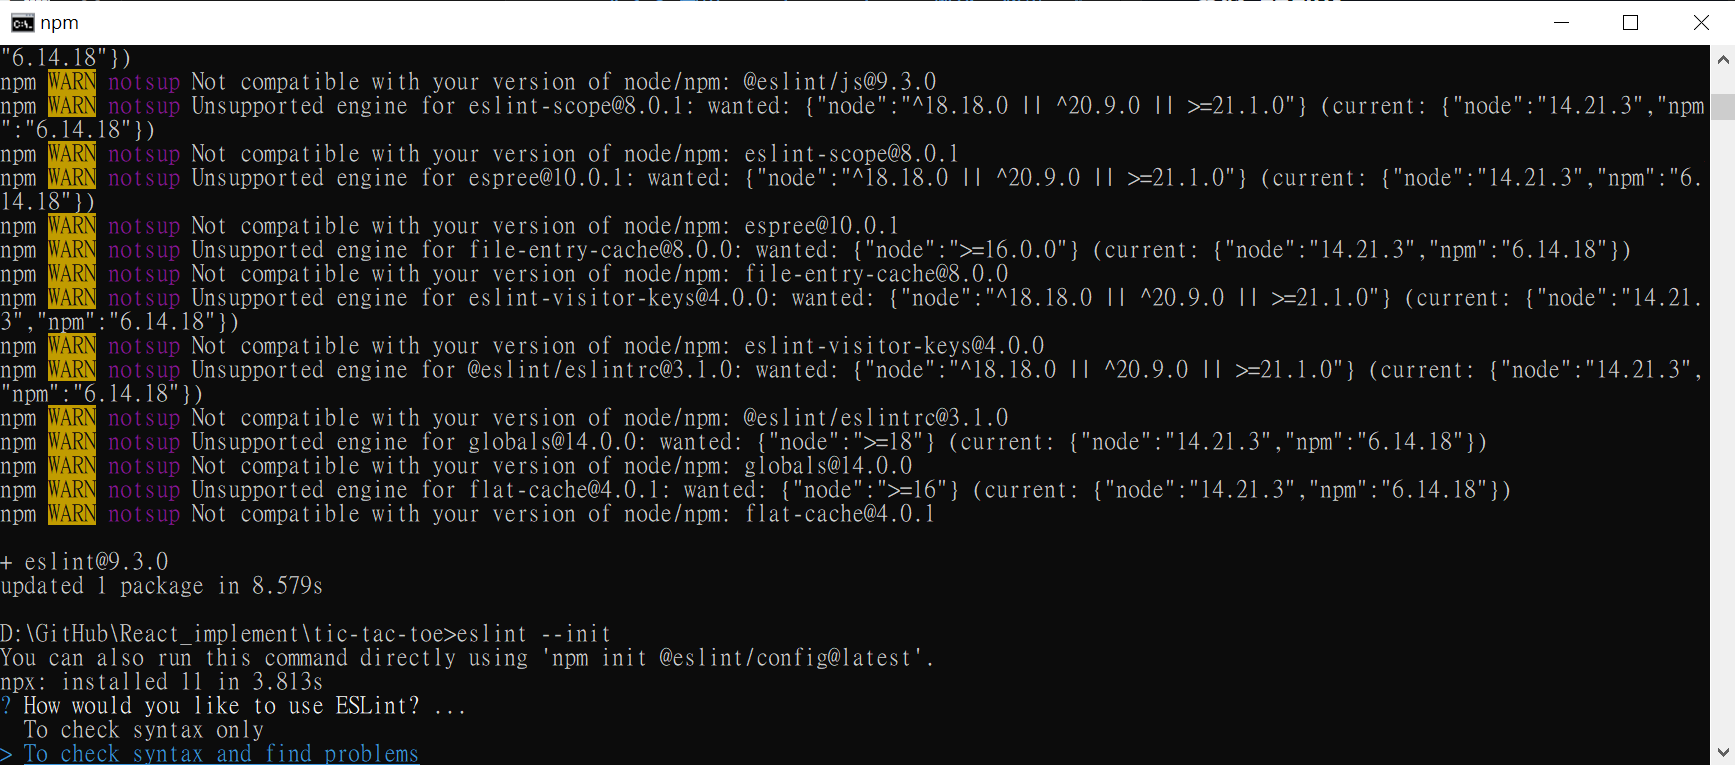 npm
"6.14.18"})
npm WARN notsup Not compatible with your version of node/npm: @eslint/js@9.3.0
npm WARN notsup Unsupported engine for eslint-scope@8.0.1: wanted: {"node":"^18.18.0 || ^20.9.0 || >=21.1.0"} (current: {"node":"14.21.3","npm
":"6.14.18"})
npm WARN notsup Not compatible with your version of node/npm: eslint-scope@8.0.1
npm WARN notsup Unsupported engine for espree@10.0.1: wanted: {"node":"^18.18.0 || ^20.9.0 || >=21.1.0"} (current: {"node":"14.21.3","npm":"6.
14.18"})
npm WARN notsup Not compatible with your version of node/npm: espree@10.0.1
npm WARN notsup Unsupported engine for file-entry-cache@8.0.0: wanted: {"node":">=16.0.0"} (current: {"node":"14.21.3","npm":"6.14.18"})
npm WARN notsup Not compatible with your version of node/npm: file-entry-cache@8.0.0
npm WARN notsup Unsupported engine for eslint-visitor-keys@4.0.0: wanted: {"node":"^18.18.0 || ^20.9.0 || >=21.1.0"} (current: {"node":"14.21.
3","npm":"6.14.18"})
npm WARN notsup Not compatible with your version of node/npm: eslint-visitor-keys@4.0.0
npm WARN notsup Unsupported engine for @eslint/eslintrc@3.1.0: wanted: {"node":"^18.18.0 || ^20.9.0 || >=21.1.0"} (current: {"node":"14.21.3",
"npm":"6.14.18"})
npm WARN notsup Not compatible with your version of node/npm: @eslint/eslintrc@3.1.0
npm WARN notsup Unsupported engine for globals@14.0.0: wanted: {"node":">=18"} (current: {"node":"14.21.3","npm":"6.14.18"})
npm WARN notsup Not compatible with your version of node/npm: globals@14.0.0
npm WARN notsup Unsupported engine for flat-cache@4.0.1: wanted: {"node":">=16"} (current: {"node":"14.21.3","npm":"6.14.18"})
npm WARN notsup Not compatible with your version of node/npm: flat-cache@4.0.1
+ eslint@9.3.0
updated 1 package in 8.579s
D:\GitHub\React_implement\tic-tac-toe>eslint --init
You can also run this command directly using 'npm init @eslint/config@latest'.
npx: installed 11 in 3.813s
? How would you like to use ESLint? ...
To check syntax only
> To check syntax and find problems